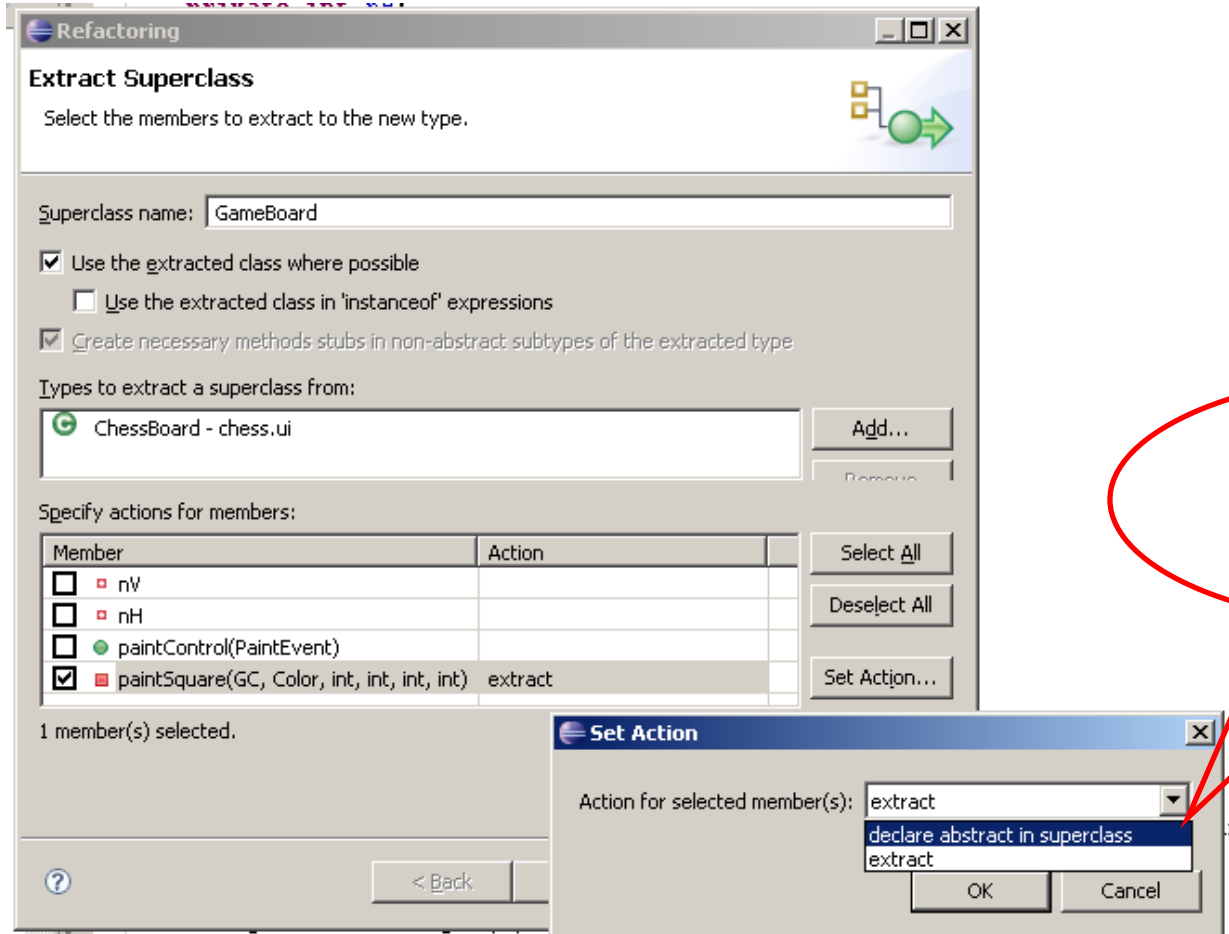 private int
Refactoring
Extract Superclass
Select the members to extract to the new type.
Superclass name: GameBoard
Use the extracted class where possible
Use the extracted class in 'instanceof' expressions
Create necessary methods stubs in non-abstract subtypes of the extracted type
Types to extract a superclass from:
ChessBoard - chess.ui
Add...
Remove
Specify actions for members:
Member Action
Select All
nV
nH
Deselect All
paintControl(PaintEvent)
paintSquare(GC, Color, int, int, int, int) extract
Set Action...
1 member(s) selected.
Set Action
Action for selected member(s): extract
declare abstract in superclass
extract
< Back
OK Cancel